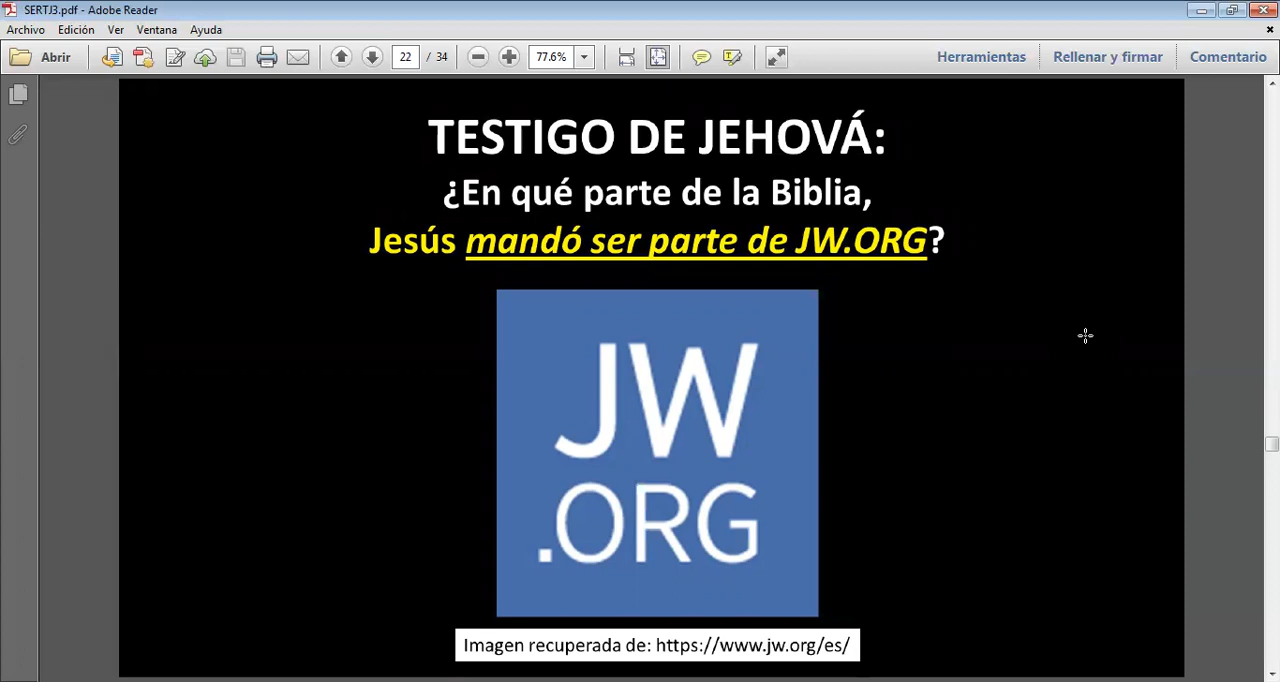 SERTJ3.pdf - Adobe Reader
Archivo Edición Ver Ventana Ayuda
Abrir 22 / 34 77.6% Herramientas Rellenar y firmar Comentario
TESTIGO DE JEHOVÁ:
¿En qué parte de la Biblia,
Jesús mandó ser parte de JW.ORG?
JW
.ORG
Imagen recuperada de: https://www.jw.org/es/